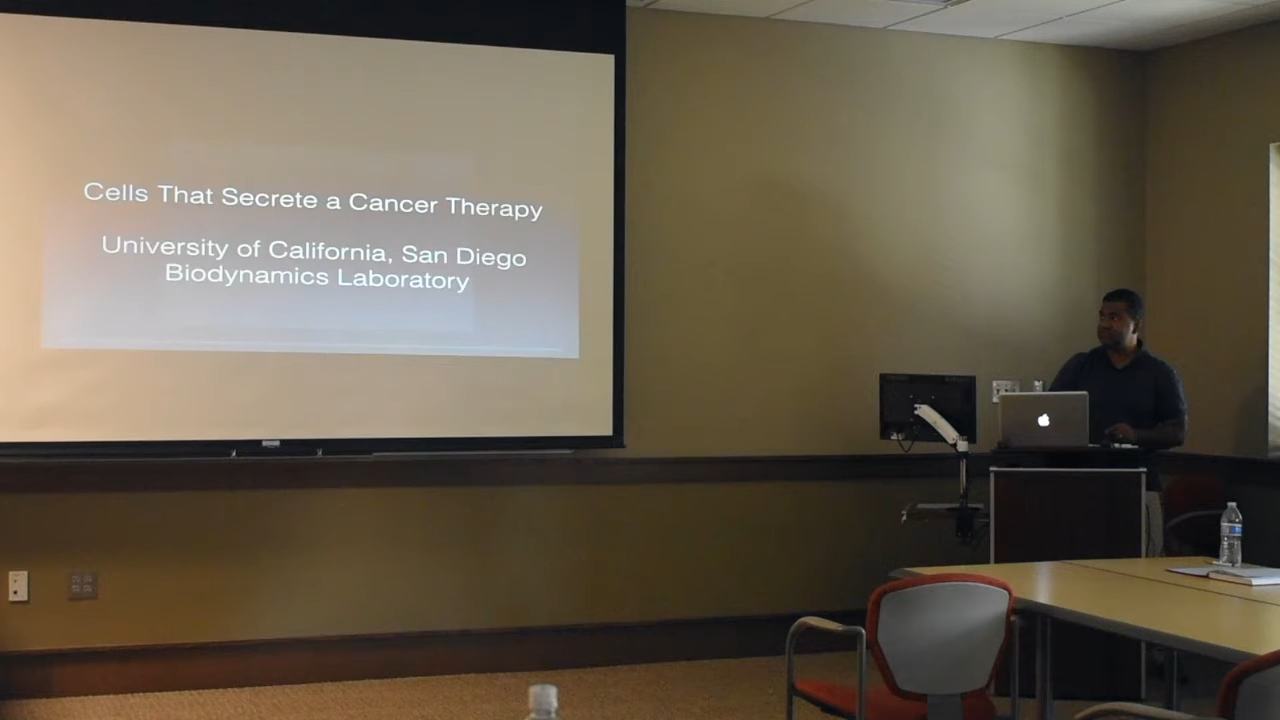 Cells That Secrete a Cancer Therapy
University of California, San Diego
Biodynamics Laboratory